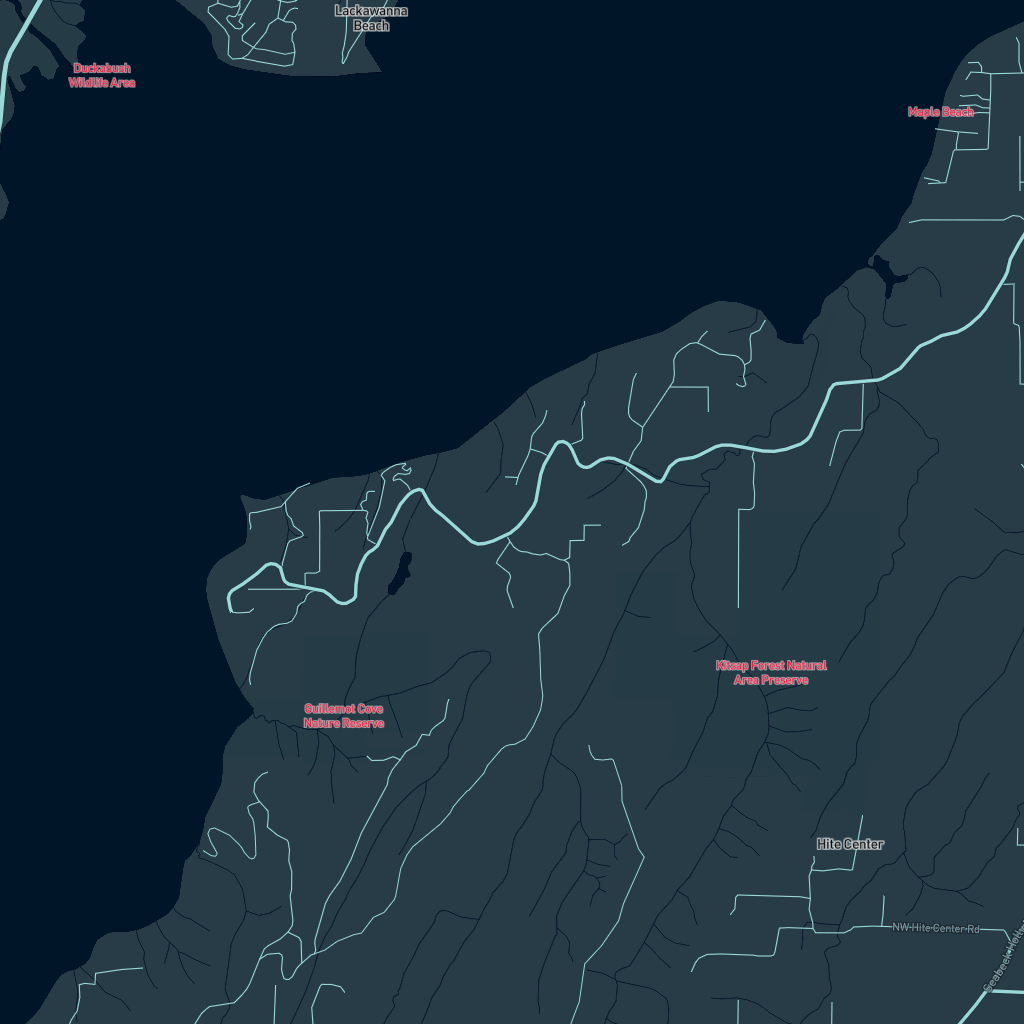 Lackawanna
Beach
Duckabush
Wildlife Area
Maple Beach
Kitsap Forest Natural
Area Preserve
Guillemot Cove
Nature Reserve
Hite Center
NW Hite Center Rd
Seabeck-Holly